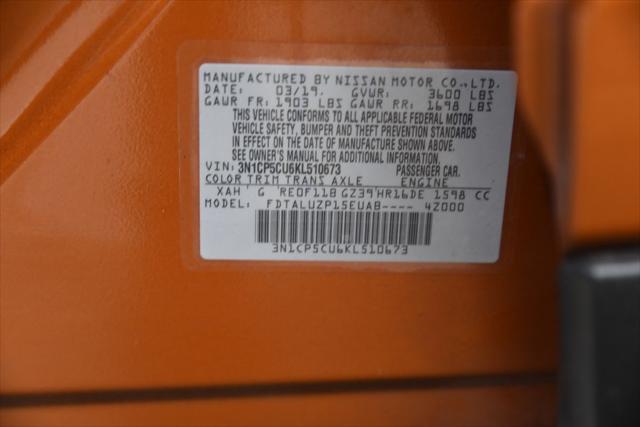 MANUFACTURED BY NISSAN MOTOR CO., LTD.
DATE: 03/19. GVWR: 3600 LBS
GAWR FR: 1903 LBS GAWR RR: 1698 LBS
THIS VEHICLE CONFORMS TO ALL APPLICABLE FEDERAL MOTOR
VEHICLE SAFETY, BUMPER AND THEFT PREVENTION STANDARDS
IN EFFECT ON THE DATE OF MANUFACTURE SHOWN ABOVE.
SEE OWNER'S MANUAL FOR ADDITIONAL INFORMATION.
VIN: 3N1CP5CU6KL510673 PASSENGER CAR.
COLOR TRIM TRANS AXLE ENGINE
XAH' G 'RE0F11B GZ39'HR16DE 1598 CC
MODEL: FDTALUZP15EUAB---- 4Z000
3N1CP5CU6KL510673